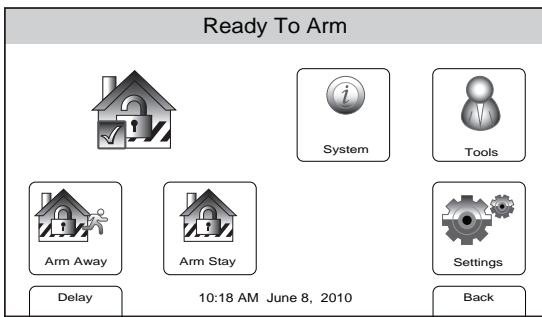 Ready To Arm
System
Tools
Arm Away
Arm Stay
Settings
Delay
10:18 AM June 8, 2010
Back